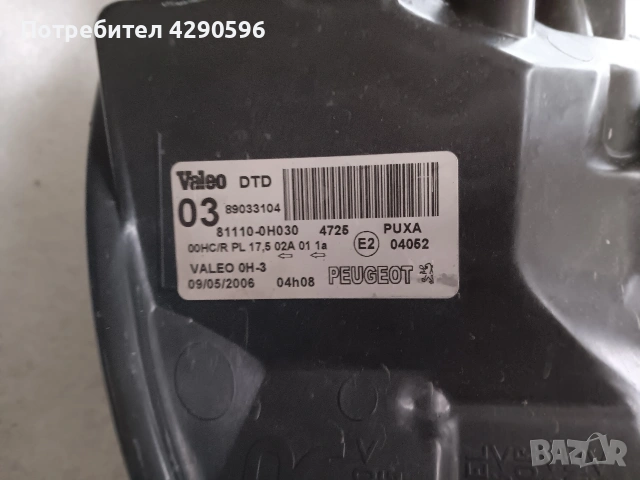 Потребител 4290596
Valeo DTD
03 89033104
81110-0H030 4725 PUXA
00HC/R PL 17,5 02A 01 1a E2 04052
VALEO 0H-3
09/05/2006 04h08 PEUGEOT
BAZAR